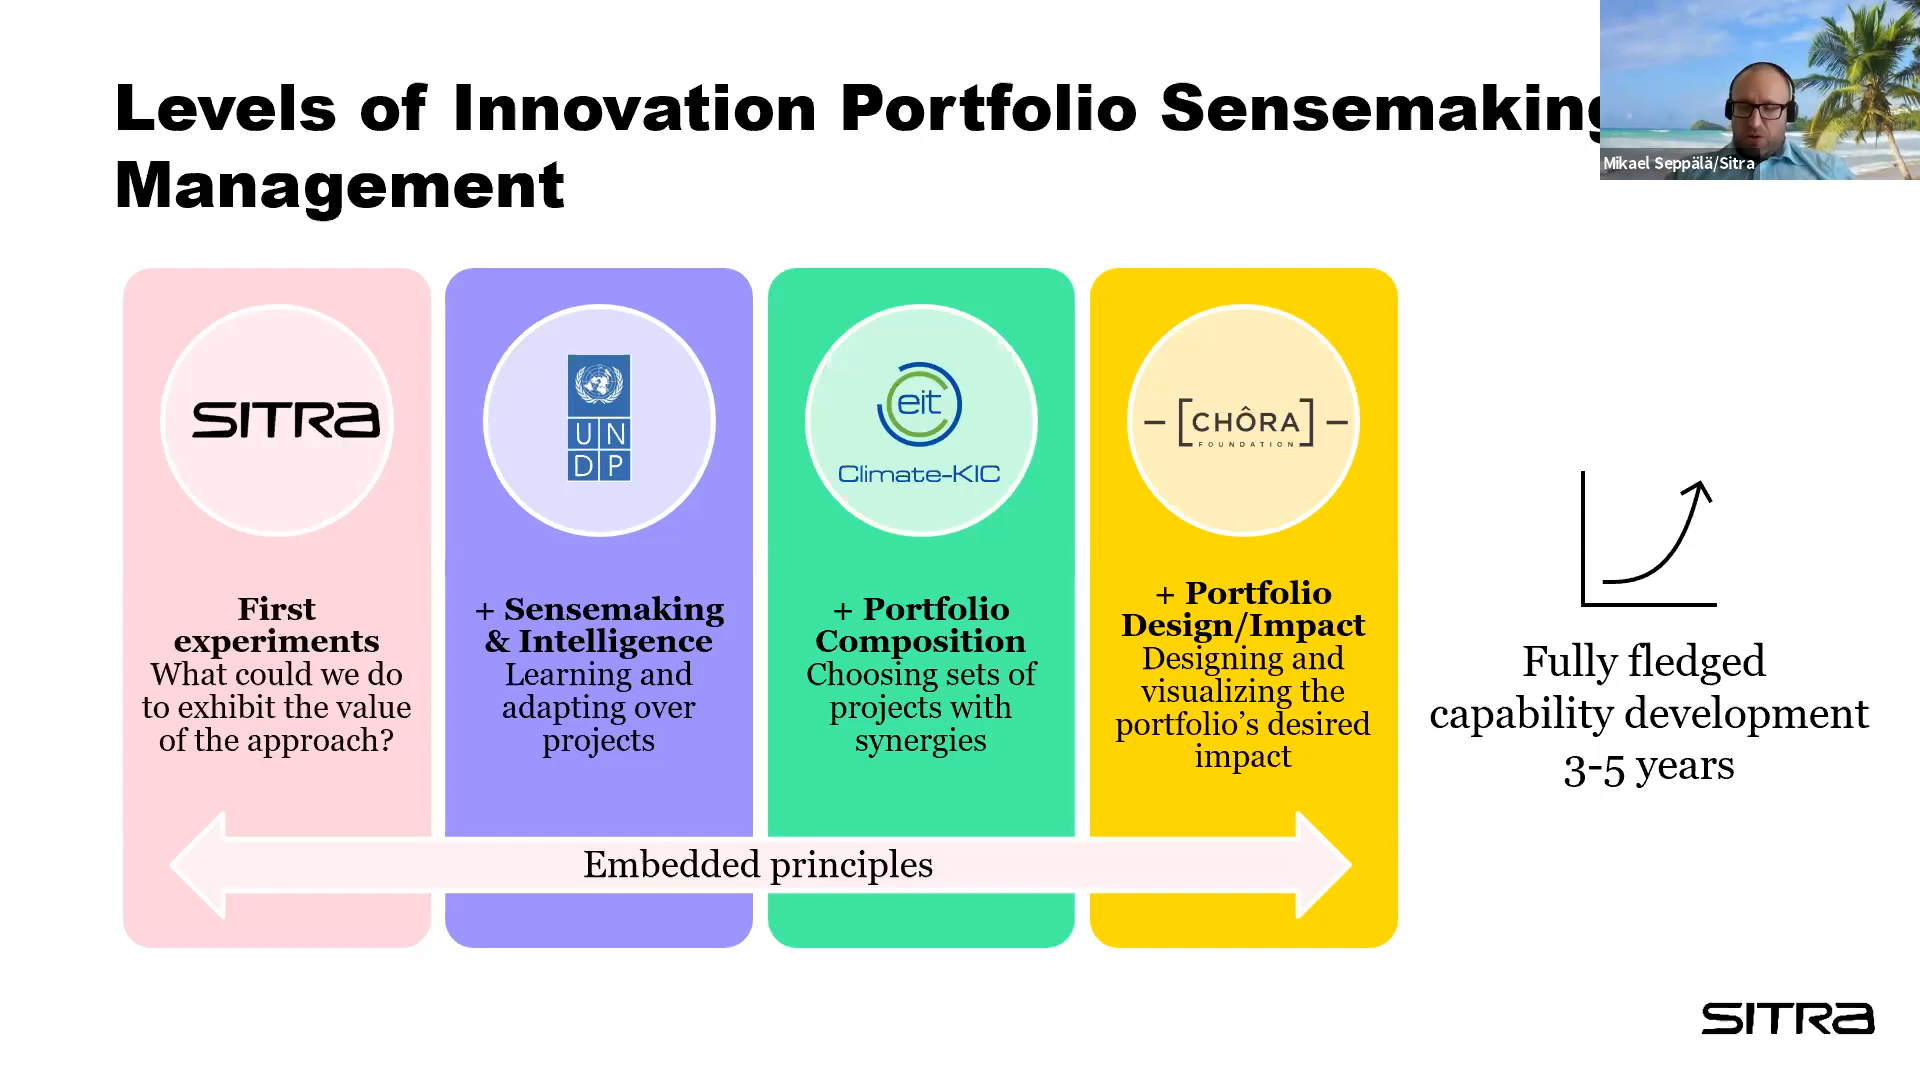 Levels of Innovation Portfolio Sensemaking
Management
Mikael Seppälä/Sitra
SITRA
First
experiments
What could we do
to exhibit the value
of the approach?
U N
D P
+ Sensemaking
& Intelligence
Learning and
adapting over
projects
eit
Climate-KIC
+ Portfolio
Composition
Choosing sets of
projects with
synergies
[CHÔRA]
FOUNDATION
+ Portfolio
Design/Impact
Designing and
visualizing the
portfolio’s desired
impact
Embedded principles
Fully fledged
capability development
3-5 years
SITRA